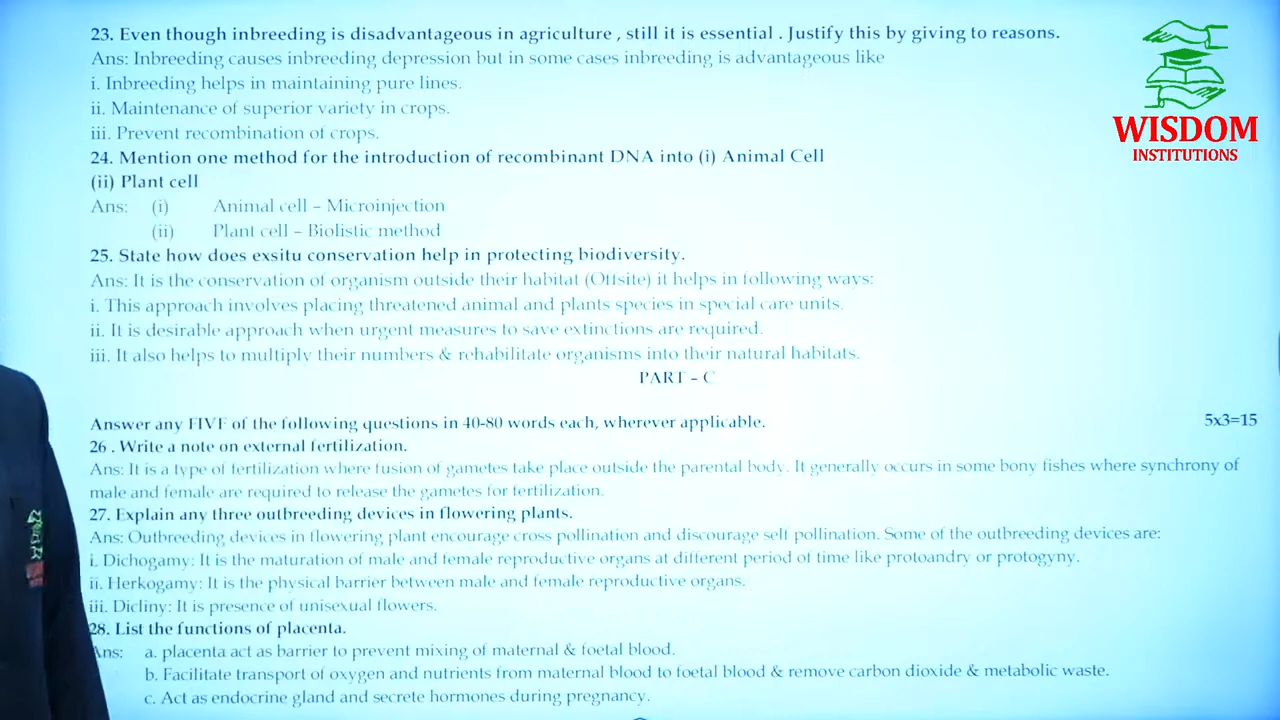 23. Even though inbreeding is disadvantageous in agriculture , still it is essential . Justify this by giving to reasons.
Ans: Inbreeding causes inbreeding depression but in some cases inbreeding is advantageous like
i. Inbreeding helps in maintaining pure lines.
ii. Maintenance of superior variety in crops.
iii. Prevent recombination of crops.
24. Mention one method for the introduction of recombinant DNA into (i) Animal Cell
(ii) Plant cell
Ans: (i) Animal cell – Microinjection
(ii) Plant cell – Biolistic method
25. State how does exsitu conservation help in protecting biodiversity.
Ans: It is the conservation of organism outside their habitat (Offsite) it helps in following ways:
i. This approach involves placing threatened animal and plants species in special care units.
ii. It is desirable approach when urgent measures to save extinctions are required.
iii. It also helps to multiply their numbers & rehabilitate organisms into their natural habitats.
PART – C
Answer any FIVE of the following questions in 40-80 words each, wherever applicable. 5x3=15
26 . Write a note on external fertilization.
Ans: It is a type of fertilization where fusion of gametes take place outside the parental body. It generally occurs in some bony fishes where synchrony of
male and female are required to release the gametes for fertilization.
27. Explain any three outbreeding devices in flowering plants.
Ans: Outbreeding devices in flowering plant encourage cross pollination and discourage self pollination. Some of the outbreeding devices are:
i. Dichogamy: It is the maturation of male and female reproductive organs at different period of time like protoandry or protogyny.
ii. Herkogamy: It is the physical barrier between male and female reproductive organs.
iii. Dicliny: It is presence of unisexual flowers.
28. List the functions of placenta.
Ans: a. placenta act as barrier to prevent mixing of maternal & foetal blood.
b. Facilitate transport of oxygen and nutrients from maternal blood to foetal blood & remove carbon dioxide & metabolic waste.
c. Act as endocrine gland and secrete hormones during pregnancy.
WISDOM
INSTITUTIONS